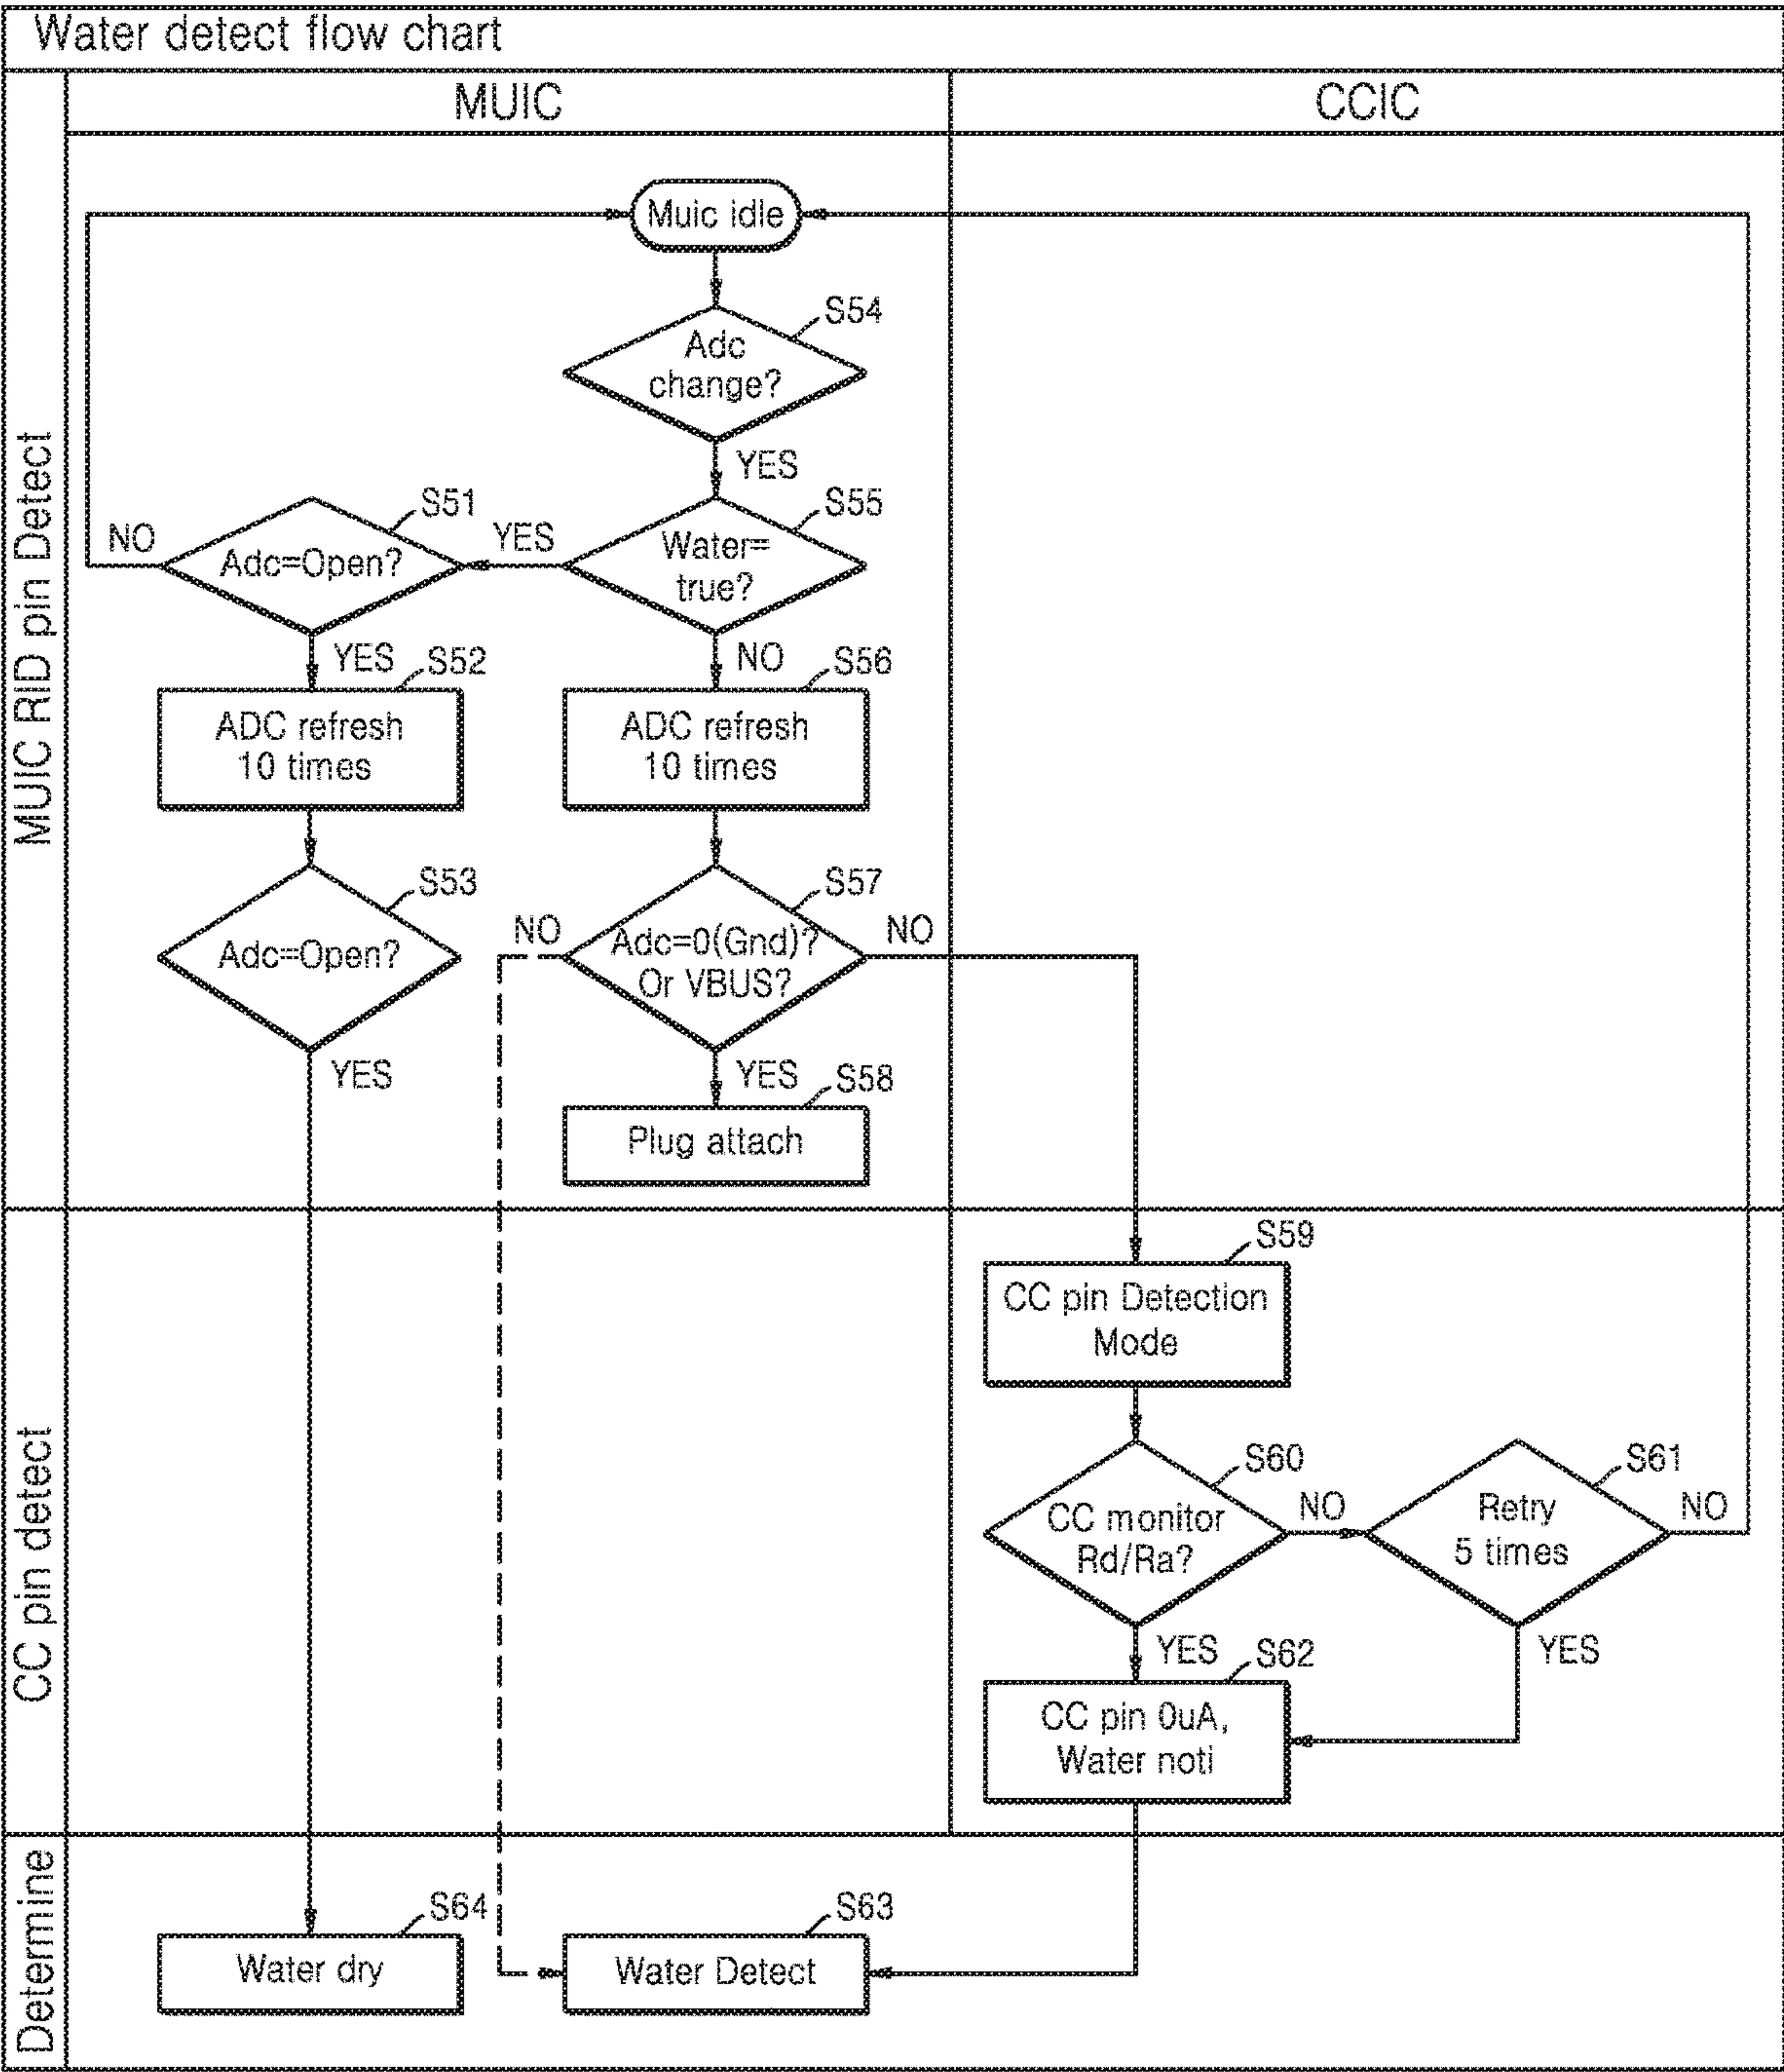 Water detect flow chart
MUIC
CCIC
MUIC RID pin Detect
Muic idle
S54
Adc
change?
YES
S51
S55
NO
Adc=Open?
YES
Water=
true?
YES
S52
NO
S56
ADC refresh
10 times
ADC refresh
10 times
S53
S57
Adc=Open?
NO
Adc=0(Gnd)?
Or VBUS?
NO
YES
YES
S58
Plug attach
CC pin detect
S59
CC pin Detection
Mode
S60
S61
CC monitor
Rd/Ra?
NO
Retry
5 times
NO
YES
S62
YES
CC pin 0uA,
Water noti
Determine
S64
S63
Water dry
Water Detect